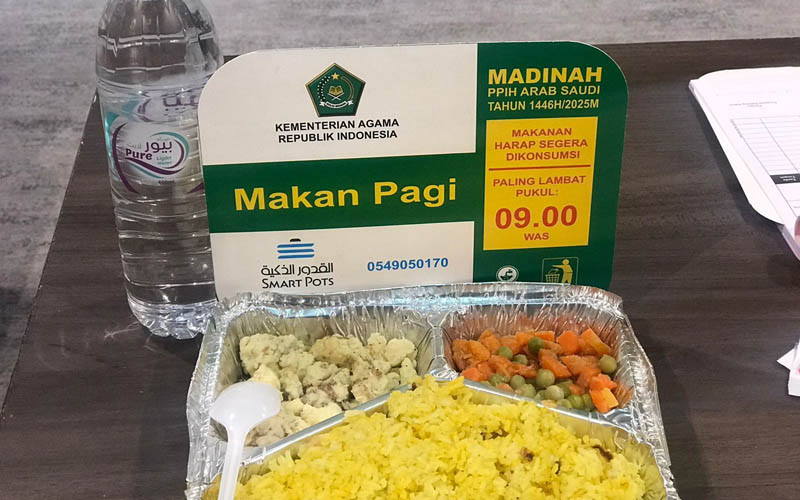 بيور
Pure
Light
KEMENTERIAN AGAMA
REPUBLIK INDONESIA
Makan Pagi
القدور الذكية
SMART POTS
0549050170
MADINAH
PPIH ARAB SAUDI
TAHUN 1446H/2025M
MAKANAN
HARAP SEGERA
DIKONSUMSI
PALING LAMBAT
PUKUL:
09.00
WAS